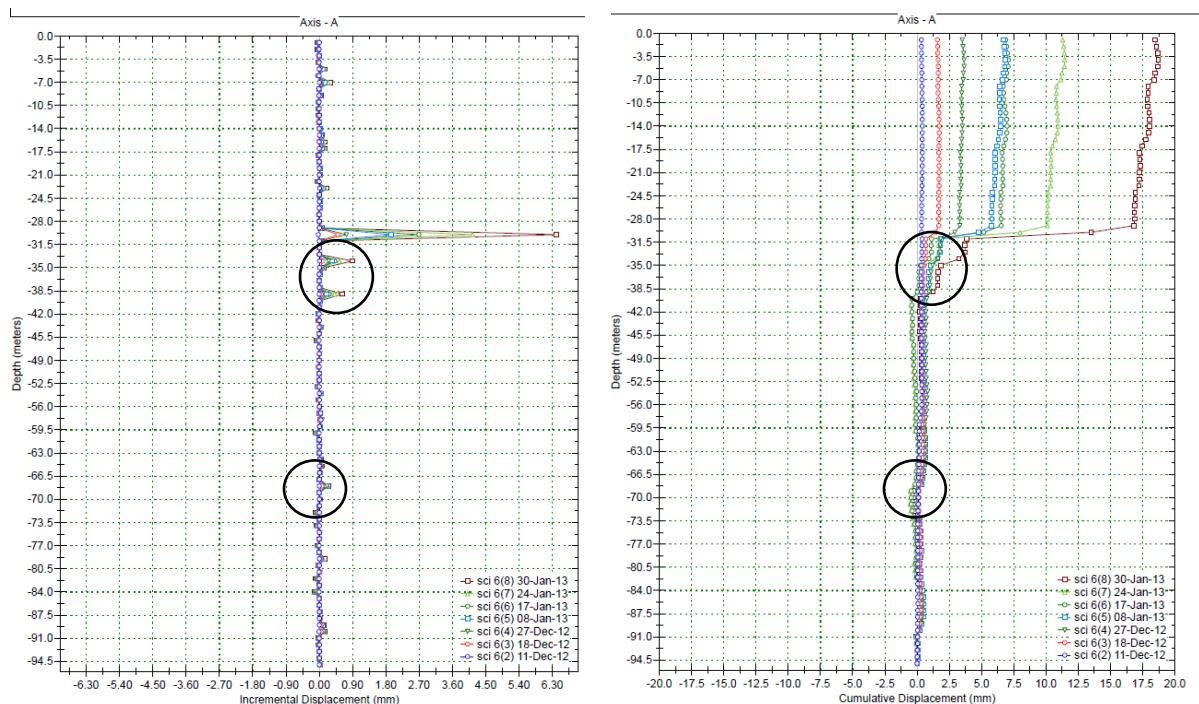 Axis - A
0.0
-3.5
-7.0
-10.5
-14.0
-17.5
-21.0
-24.5
-28.0
-31.5
-35.0
-38.5
-42.0
-45.5
-49.0
-52.5
-56.0
-59.5
-63.0
-66.5
-70.0
-73.5
-77.0
-80.5
-84.0
-87.5
-91.0
-94.5
Depth (meters)
sci 6(8) 30-Jan-13
sci 6(7) 24-Jan-13
sci 6(6) 17-Jan-13
sci 6(5) 08-Jan-13
sci 6(4) 27-Dec-12
sci 6(3) 18-Dec-12
sci 6(2) 11-Dec-12
-6.30 -5.40 -4.50 -3.60 -2.70 -1.80 -0.90 0.00 0.90 1.80 2.70 3.60 4.50 5.40 6.30
Incremental Displacement (mm)
Axis - A
0.0
-3.5
-7.0
-10.5
-14.0
-17.5
-21.0
-24.5
-28.0
-31.5
-35.0
-38.5
-42.0
-45.5
-49.0
-52.5
-56.0
-59.5
-63.0
-66.5
-70.0
-73.5
-77.0
-80.5
-84.0
-87.5
-91.0
-94.5
Depth (meters)
sci 6(8) 30-Jan-13
sci 6(7) 24-Jan-13
sci 6(6) 17-Jan-13
sci 6(5) 08-Jan-13
sci 6(4) 27-Dec-12
sci 6(3) 18-Dec-12
sci 6(2) 11-Dec-12
-20.0 -17.5 -15.0 -12.5 -10.0 -7.5 -5.0 -2.5 0.0 2.5 5.0 7.5 10.0 12.5 15.0 17.5 20.0
Cumulative Displacement (mm)